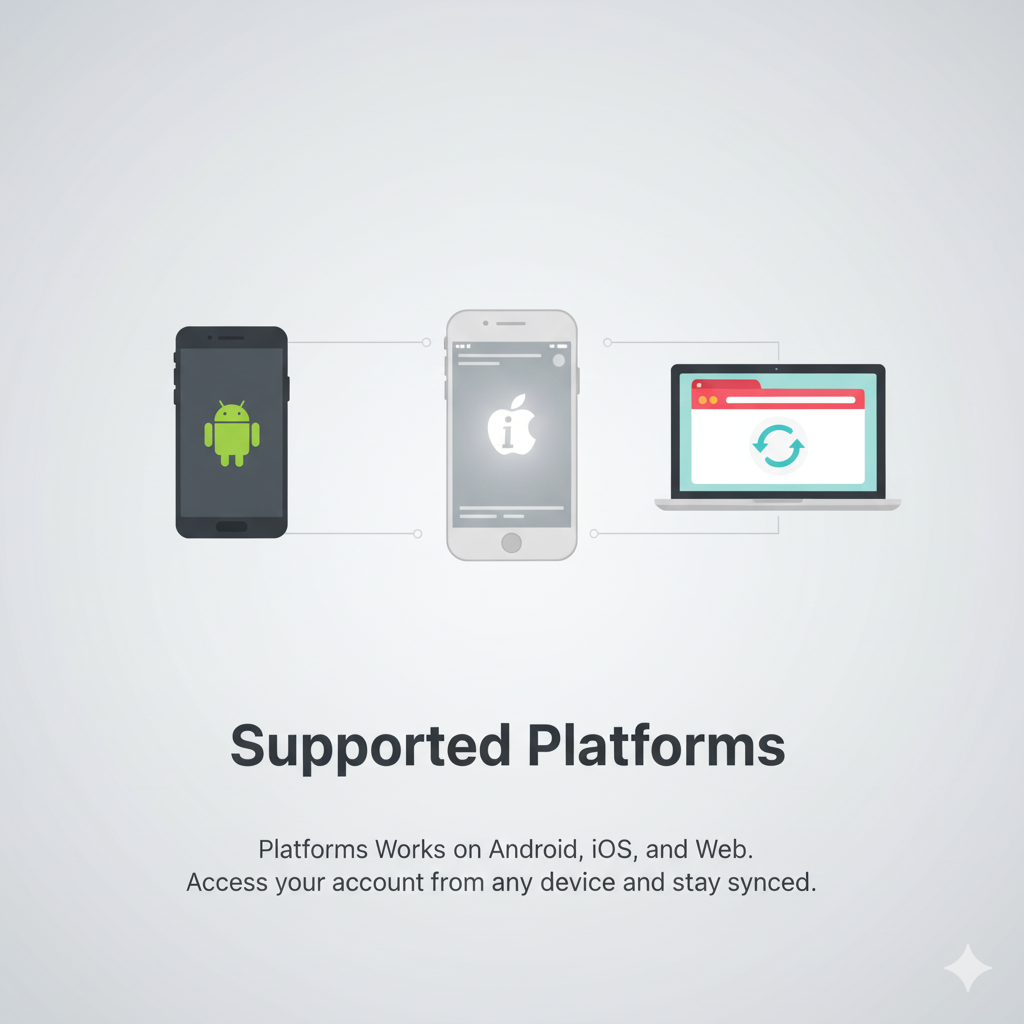 i
Supported Platforms
Platforms Works on Android, iOS, and Web.
Access your account from any device and stay synced.